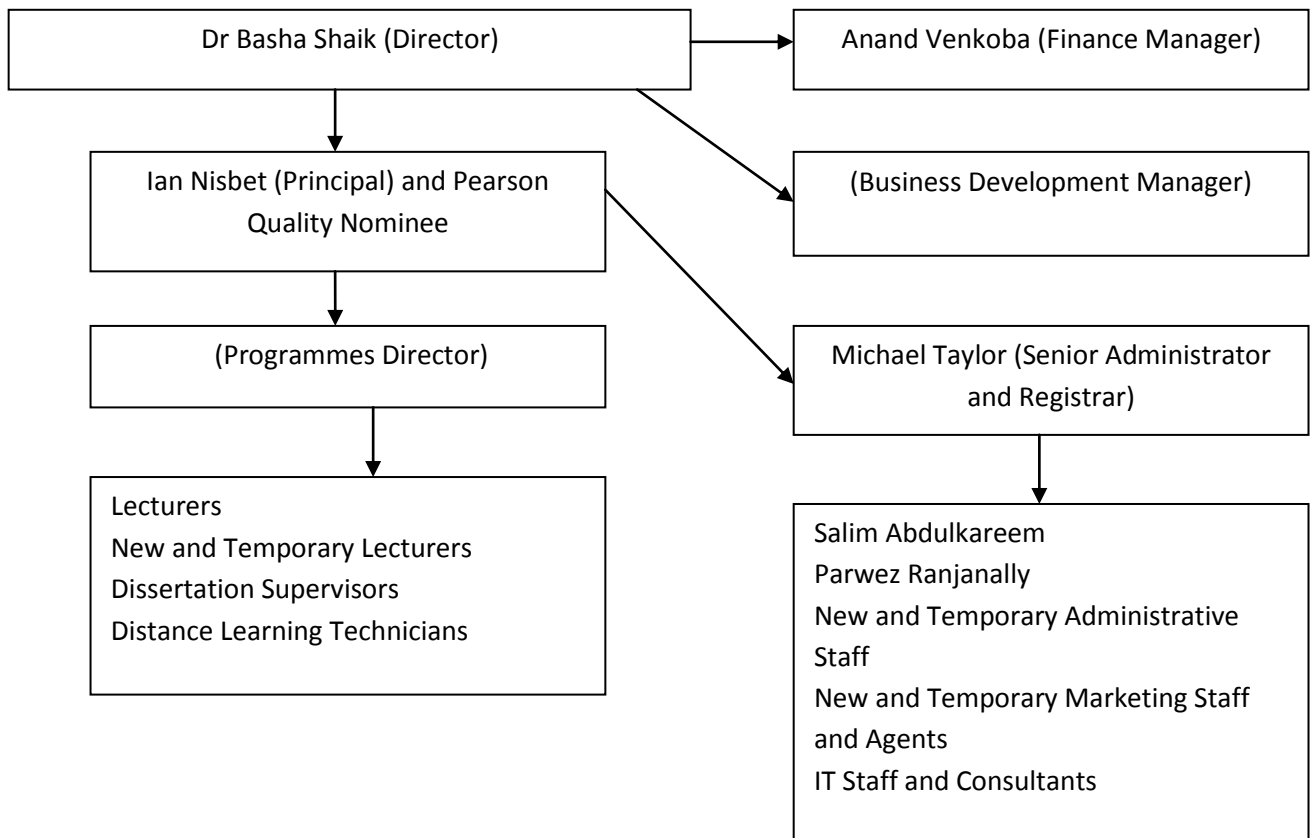 Dr Basha Shaik (Director)
Anand Venkoba (Finance Manager)
Ian Nisbet (Principal) and Pearson
Quality Nominee
(Business Development Manager)
(Programmes Director)
Michael Taylor (Senior Administrator
and Registrar)
Lecturers
New and Temporary Lecturers
Dissertation Supervisors
Distance Learning Technicians
Salim Abdulkareem
Parwez Ranjanally
New and Temporary Administrative
Staff
New and Temporary Marketing Staff
and Agents
IT Staff and Consultants